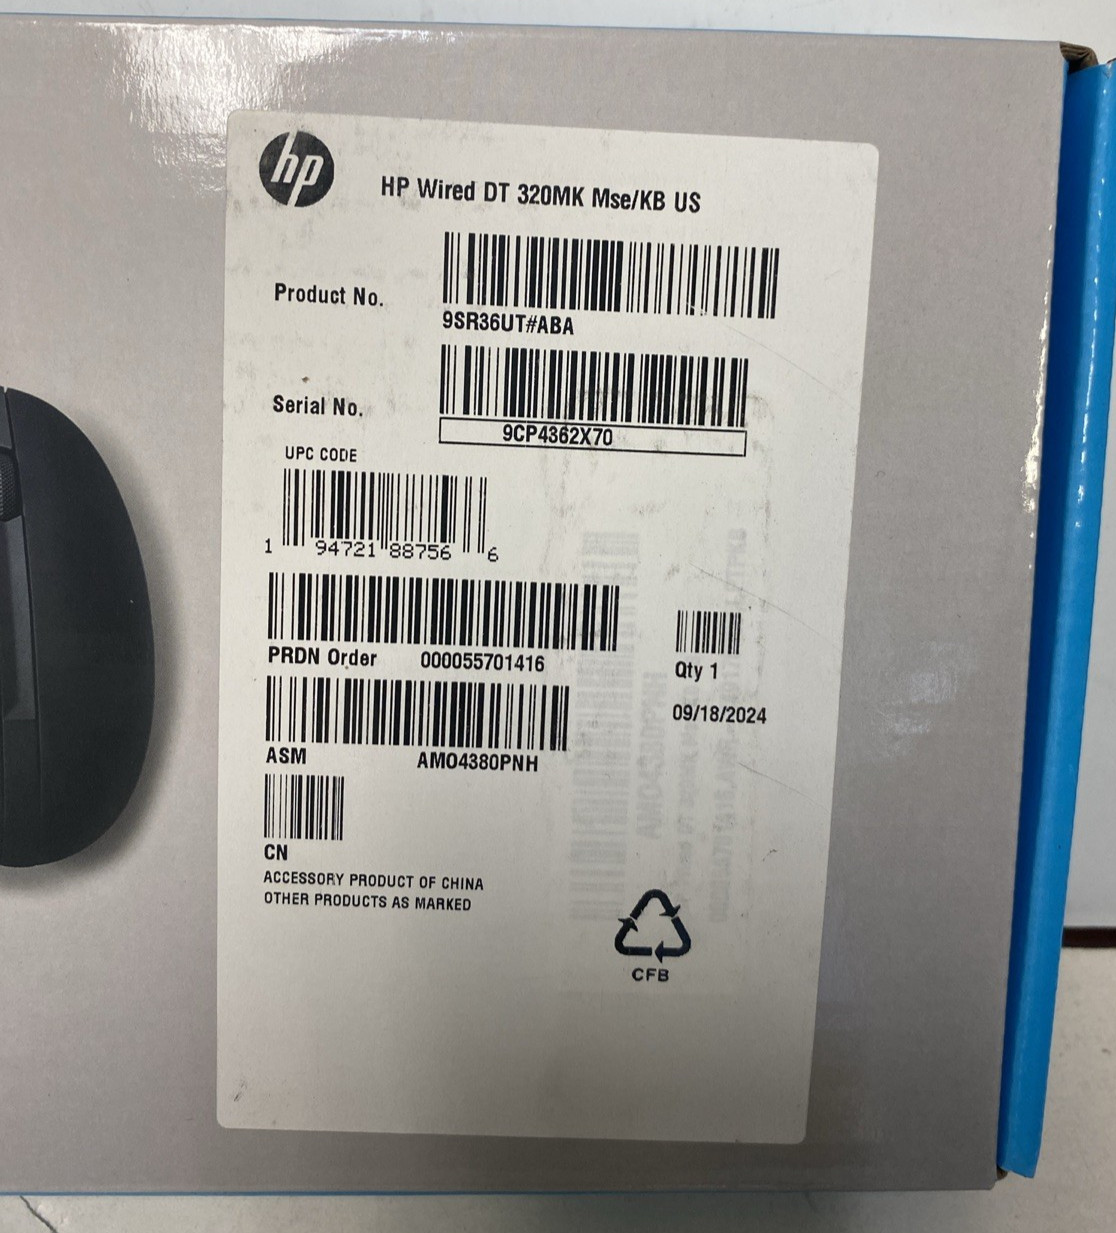 hp
HP Wired DT 320MK Mse/KB US
Product No.
9SR36UT#ABA
Serial No.
9CP4362X70
UPC CODE
1 94721 88756 6
PRDN Order 000055701416
Qty 1
09/18/2024
ASM AMO4380PNH
CN
ACCESSORY PRODUCT OF CHINA
OTHER PRODUCTS AS MARKED
CFB